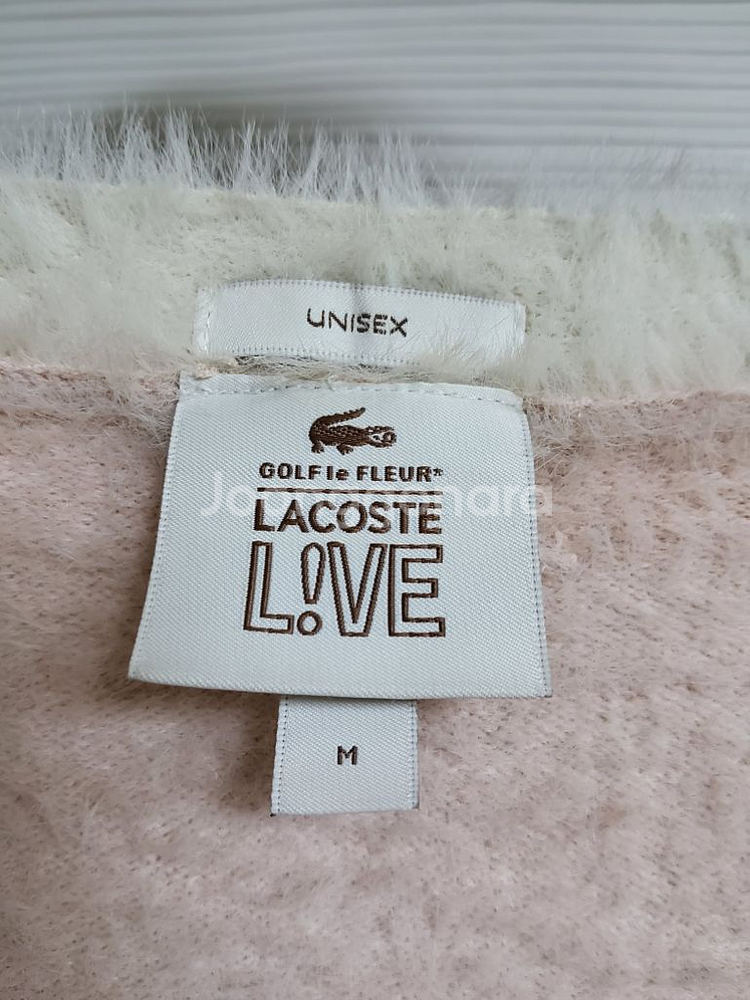 UNISEX
GOLF le FLEUR*
LACOSTE
L!VE
M